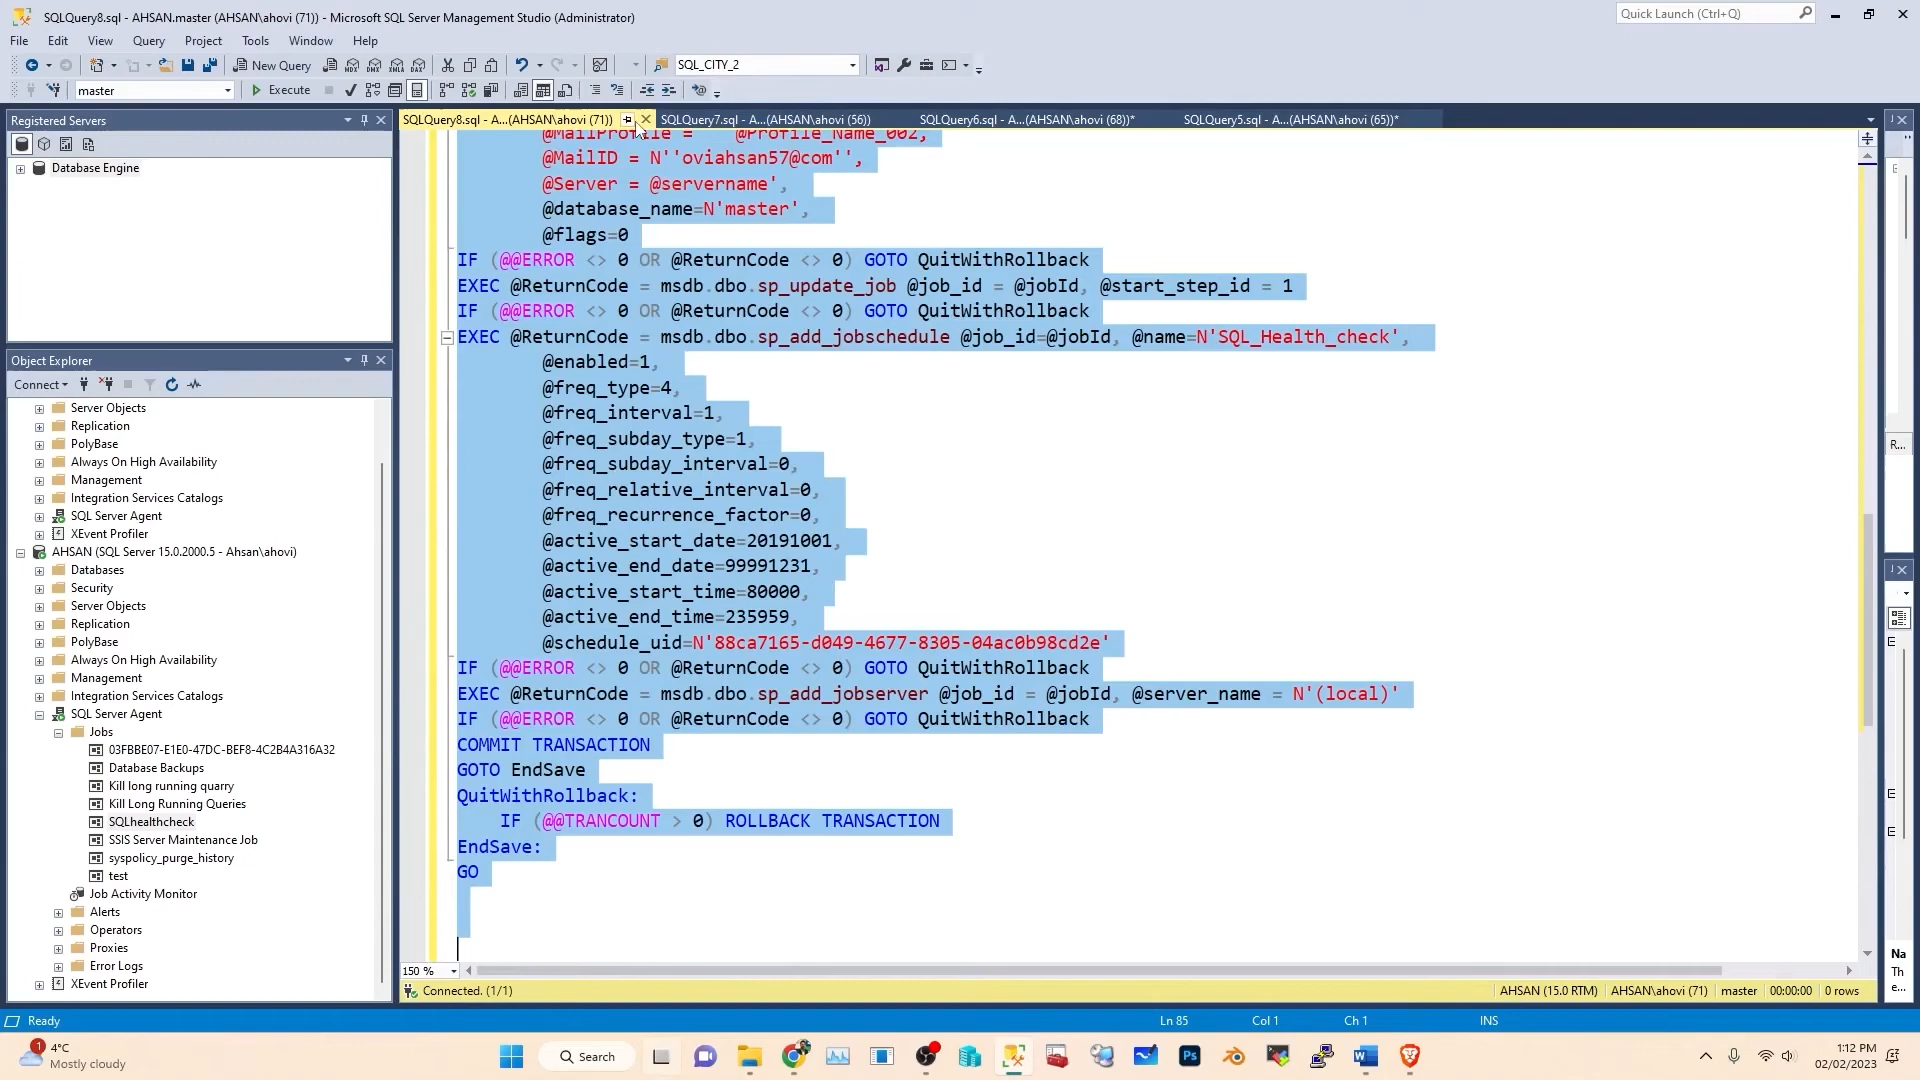 SQLQuery8.sql - AHSAN.master (AHSAN\ahovi (71)) - Microsoft SQL Server Management Studio (Administrator)
Quick Launch (Ctrl+Q)
File Edit View Query Project Tools Window Help
New Query
SQL_CITY_2
master
Execute
Registered Servers
Database Engine
Object Explorer
Connect
Server Objects
Replication
PolyBase
Always On High Availability
Management
Integration Services Catalogs
SQL Server Agent
XEvent Profiler
AHSAN (SQL Server 15.0.2000.5 - Ahsan\ahovi)
Databases
Security
Server Objects
Replication
PolyBase
Always On High Availability
Management
Integration Services Catalogs
SQL Server Agent
Jobs
03FBBE07-E1E0-47DC-BEF8-4C2B4A316A32
Database Backups
Kill long running quarry
Kill Long Running Queries
SQLhealthcheck
SSIS Server Maintenance Job
syspolicy_purge_history
test
Job Activity Monitor
Alerts
Operators
Proxies
Error Logs
XEvent Profiler
SQLQuery8.sql - A...(AHSAN\ahovi (71)) SQLQuery7.sql - A...(AHSAN\ahovi (56)) SQLQuery6.sql - A...(AHSAN\ahovi (68))* SQLQuery5.sql - A...(AHSAN\ahovi (65))*
@MailProfile = @Profile_Name_002,
@MailID = N''oviahsan57@com'',
@Server = @servername',
@database_name=N'master',
@flags=0
IF (@@ERROR <> 0 OR @ReturnCode <> 0) GOTO QuitWithRollback
EXEC @ReturnCode = msdb.dbo.sp_update_job @job_id = @jobId, @start_step_id = 1
IF (@@ERROR <> 0 OR @ReturnCode <> 0) GOTO QuitWithRollback
EXEC @ReturnCode = msdb.dbo.sp_add_jobschedule @job_id=@jobId, @name=N'SQL_Health_check',
@enabled=1,
@freq_type=4,
@freq_interval=1,
@freq_subday_type=1,
@freq_subday_interval=0,
@freq_relative_interval=0,
@freq_recurrence_factor=0,
@active_start_date=20191001,
@active_end_date=99991231,
@active_start_time=80000,
@active_end_time=235959,
@schedule_uid=N'88ca7165-d049-4677-8305-04ac0b98cd2e'
IF (@@ERROR <> 0 OR @ReturnCode <> 0) GOTO QuitWithRollback
EXEC @ReturnCode = msdb.dbo.sp_add_jobserver @job_id = @jobId, @server_name = N'(local)'
IF (@@ERROR <> 0 OR @ReturnCode <> 0) GOTO QuitWithRollback
COMMIT TRANSACTION
GOTO EndSave
QuitWithRollback:
IF (@@TRANCOUNT > 0) ROLLBACK TRANSACTION
EndSave:
GO
150 %
Connected. (1/1)
AHSAN (15.0 RTM) AHSAN\ahovi (71) master 00:00:00 0 rows
R...
Na
Th
e...
Ready
Ln 85 Col 1 Ch 1 INS
1
4°C
Mostly cloudy
Search
Ps
1:12 PM
02/02/2023